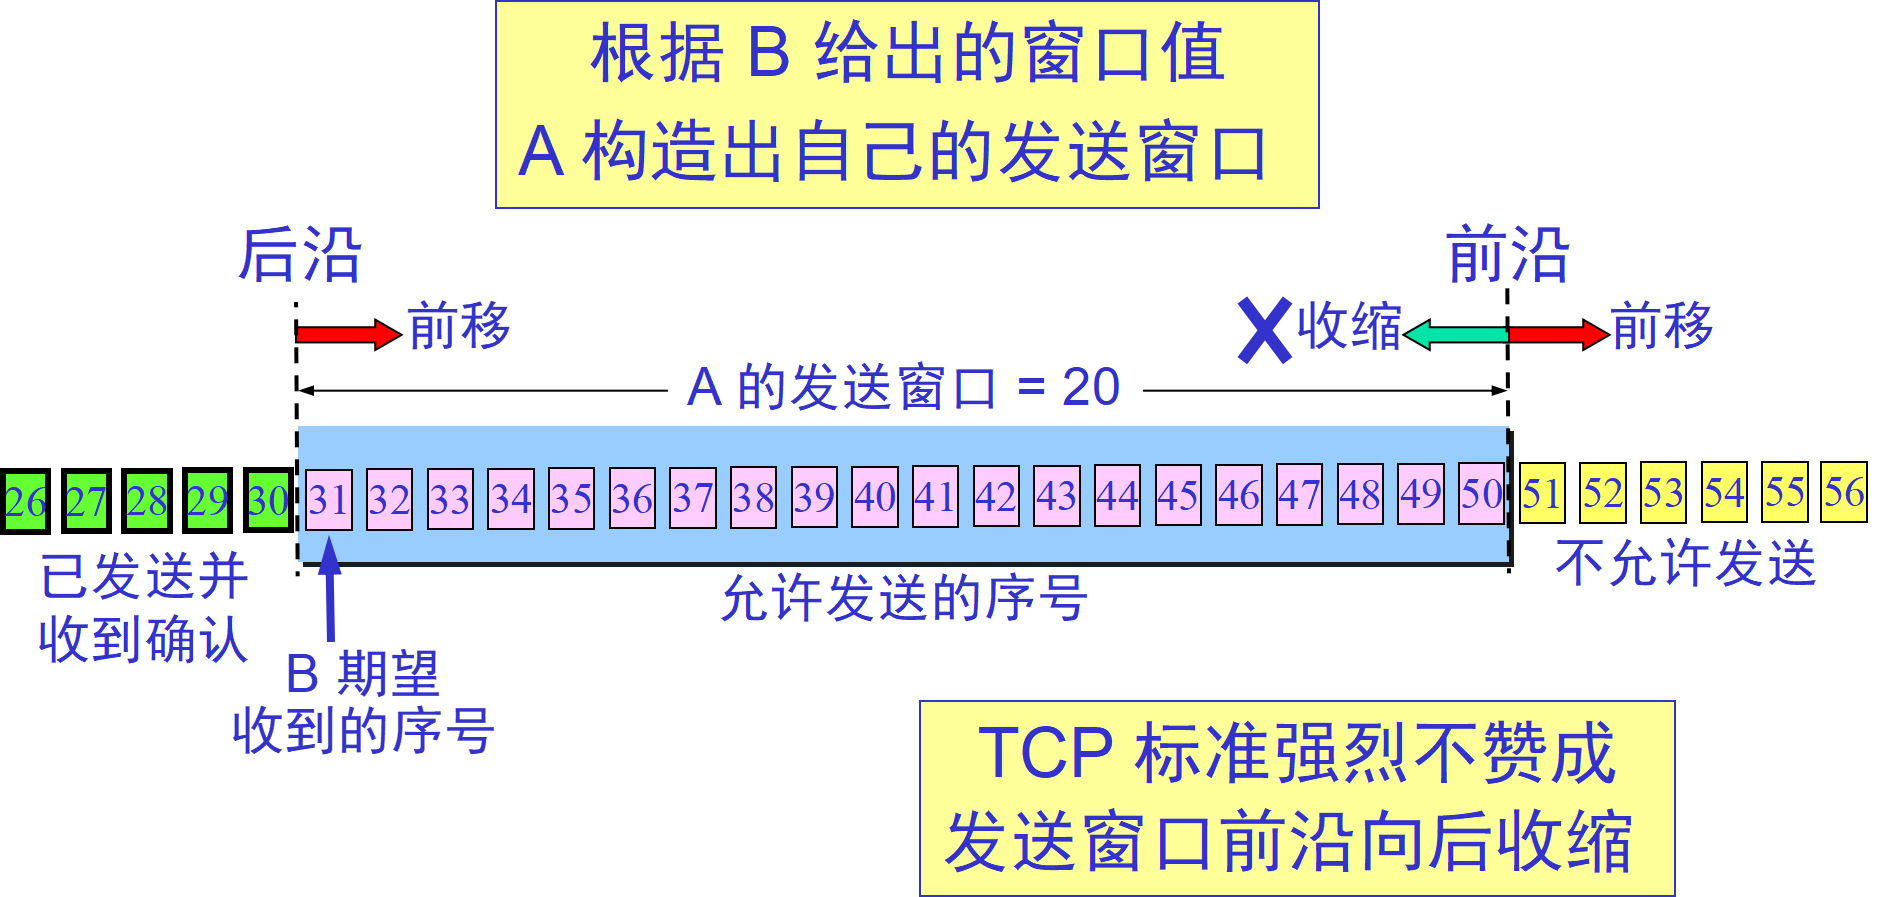 根据 B 给出的窗口值
A 构造出自己的发送窗口
后沿
前沿
前移
收缩
前移
A 的发送窗口 = 20
26 27 28 29 30 31 32 33 34 35 36 37 38 39 40 41 42 43 44 45 46 47 48 49 50 51 52 53 54 55 56
已发送并
收到确认
允许发送的序号
不允许发送
B 期望
收到的序号
TCP 标准强烈不赞成
发送窗口前沿向后收缩